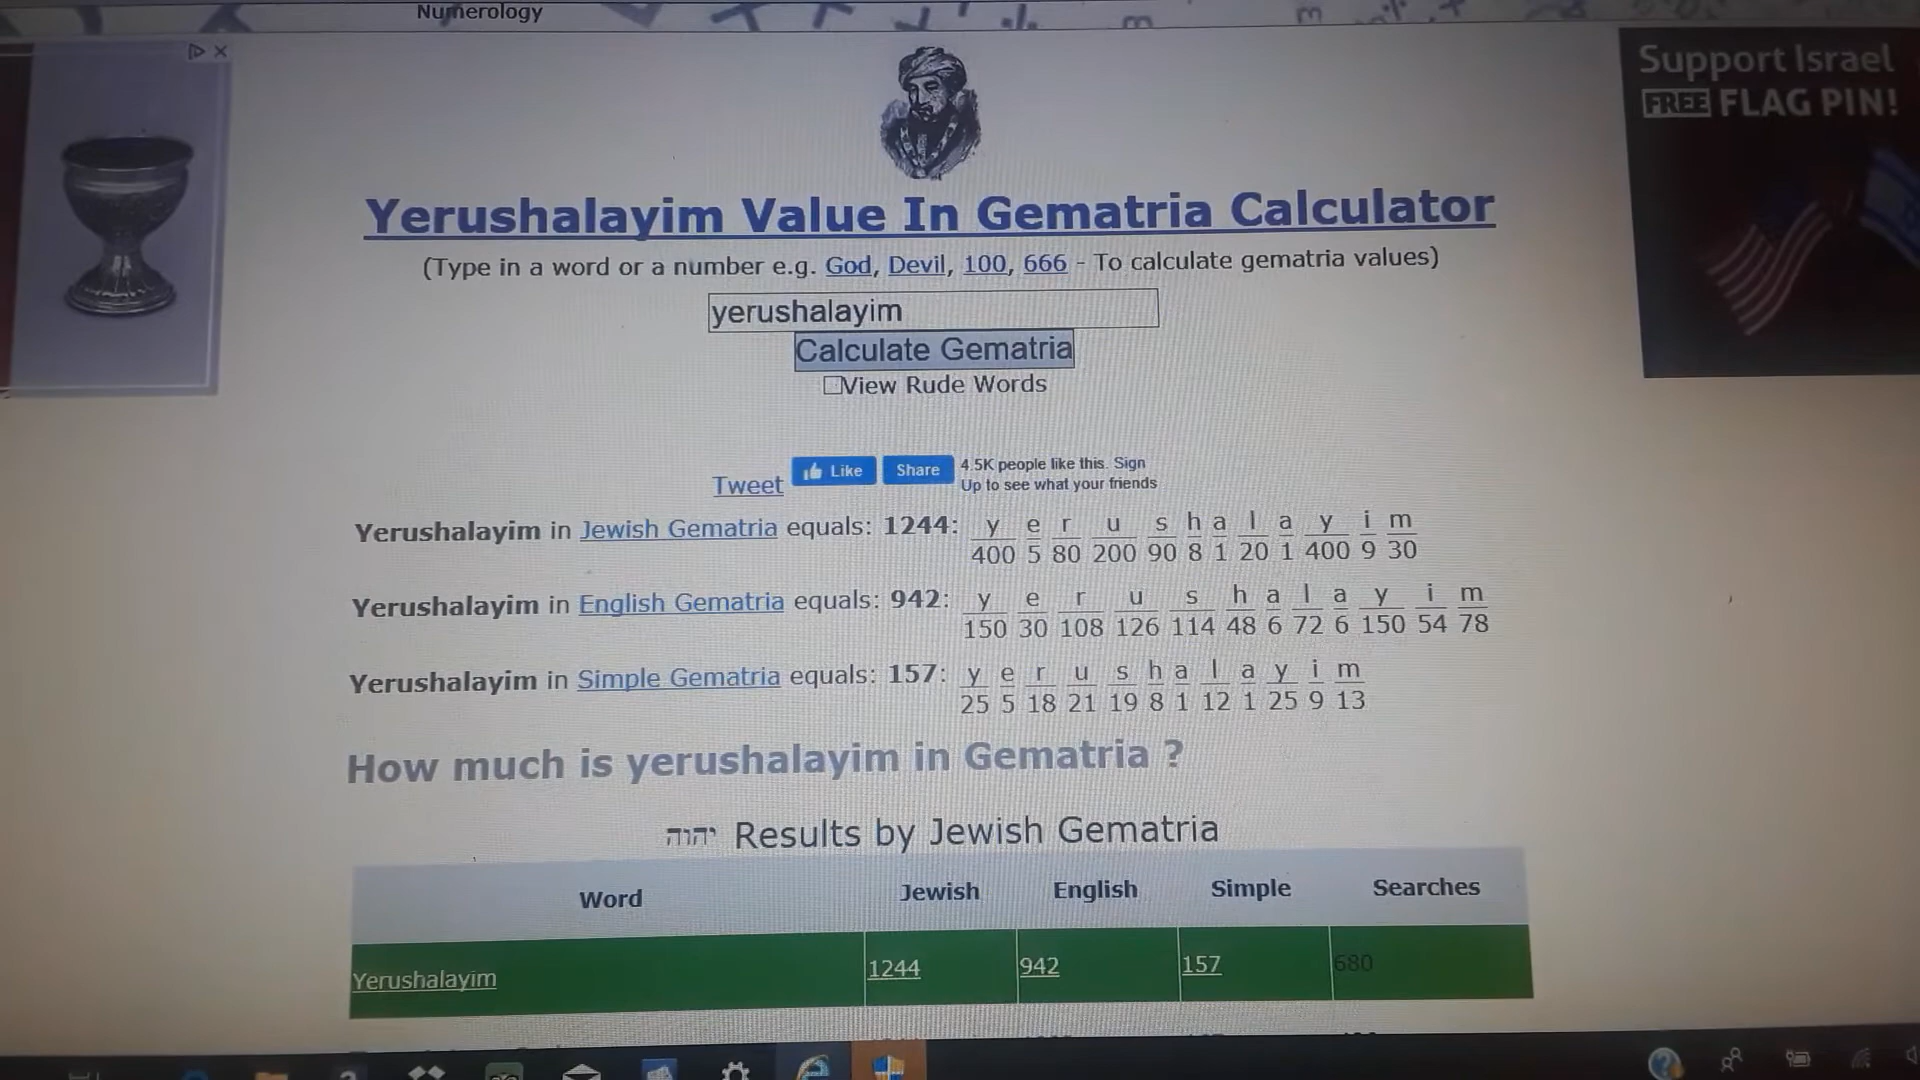 Numerology
Support Israel
FREE FLAG PIN!
Yerushalayim Value In Gematria Calculator
(Type in a word or a number e.g. God, Devil, 100, 666 - To calculate gematria values)
yerushalayim
Calculate Gematria
View Rude Words
Tweet Like Share 4.5K people like this. Sign
Up to see what your friends
Yerushalayim in Jewish Gematria equals: 1244: y e r u s h a l a y i m
400 5 80 200 90 8 1 20 1 400 9 30
Yerushalayim in English Gematria equals: 942: y e r u s h a l a y i m
150 30 108 126 114 48 6 72 6 150 54 78
Yerushalayim in Simple Gematria equals: 157: y e r u s h a l a y i m
25 5 18 21 19 8 1 12 1 25 9 13
How much is yerushalayim in Gematria ?
יהוה Results by Jewish Gematria
Word Jewish English Simple Searches
Yerushalayim 1244 942 157 680